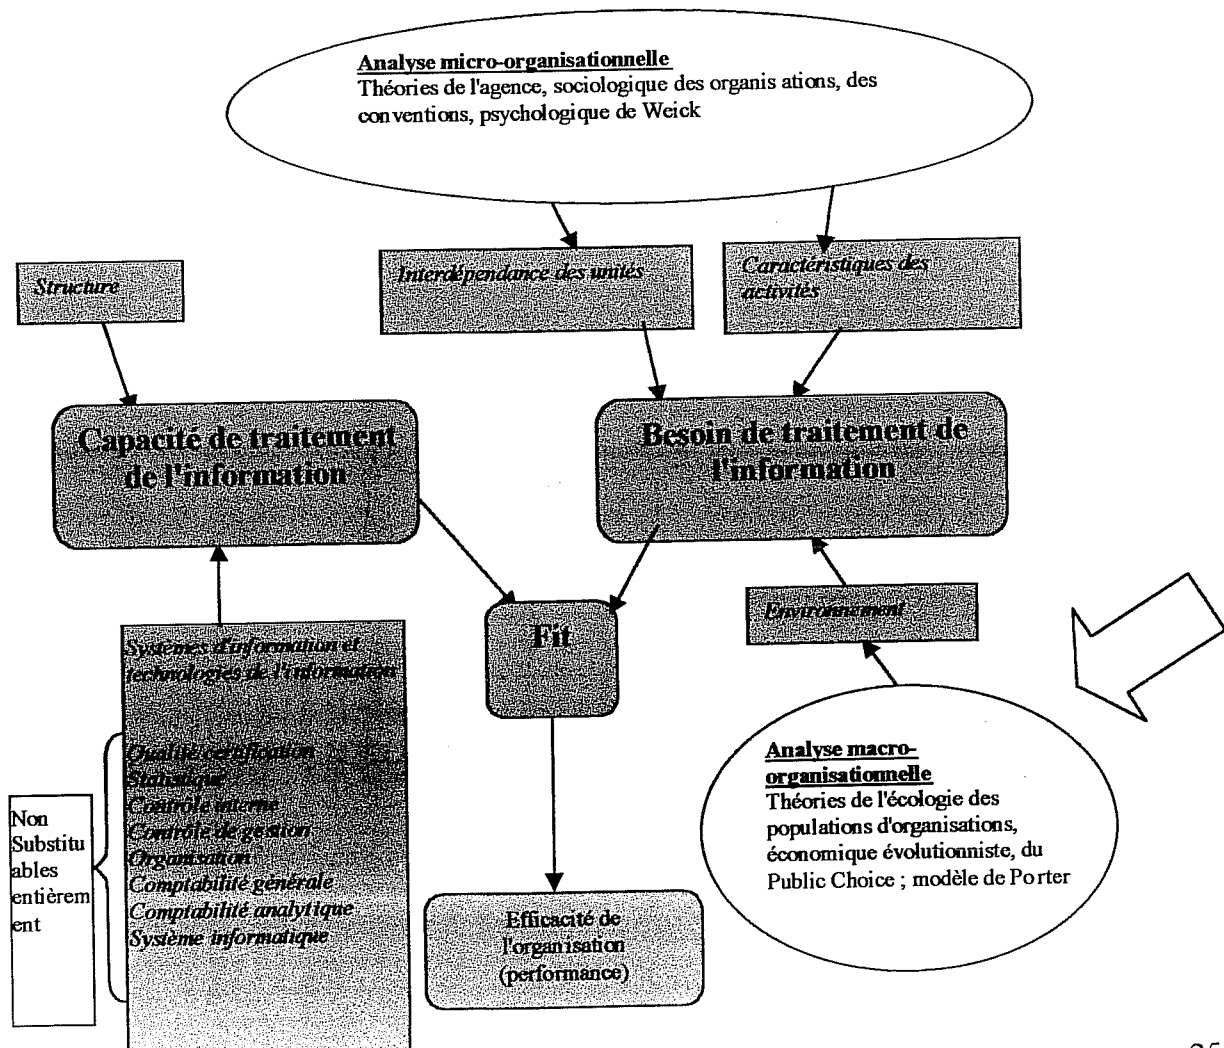 Analyse micro-organisationnelle
Théories de l'agence, sociologique des organis ations, des
conventions, psychologique de Weick
Structure
Interdépendance des unités
Caractéristiques des
activités
Capacité de traitement
de l'information
Besoin de traitement de
l'information
Fit
Environnement
Systèmes d'information et
technologies de l'information
Qualité certification
Statistique
Contrôle interne
Contrôle de gestion
Organisation
Comptabilité générale
Comptabilité analytique
Système informatique
Non
Substitu
ables
entièrem
ent
Analyse macro-
organisationnelle
Théories de l'écologie des
populations d'organisations,
économique évolutionniste, du
Public Choice ; modèle de Porter
Efficacité de
l'organisation
(performance)